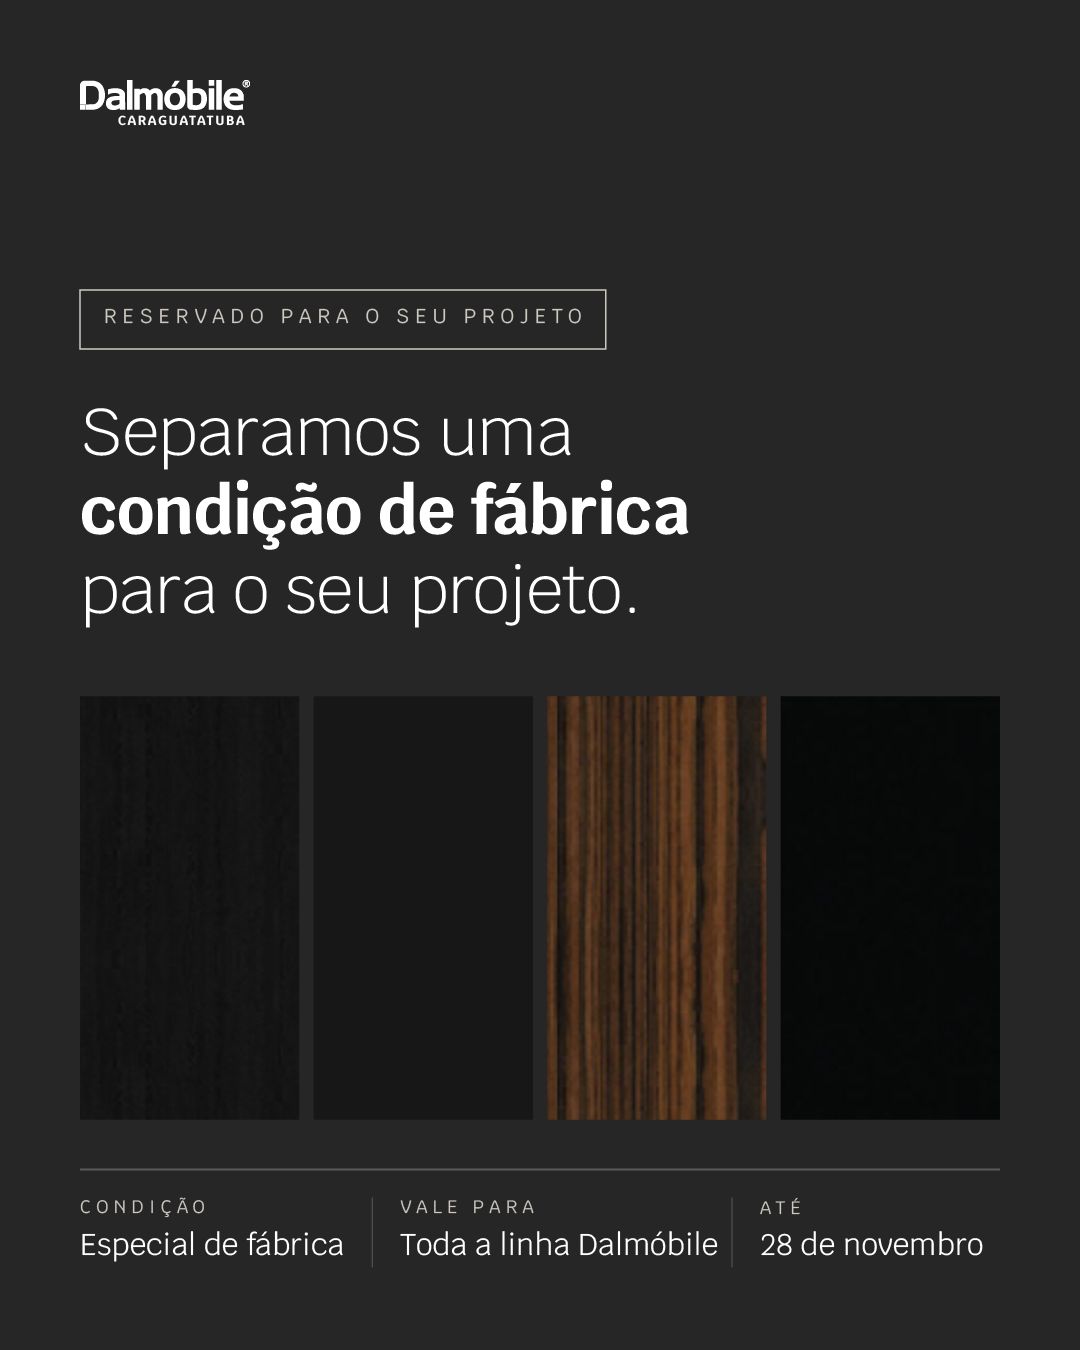 Dalmóbile®
CARAGUATATUBA
RESERVADO PARA O SEU PROJETO
Separamos uma
condição de fábrica
para o seu projeto.
CONDIÇÃO
Especial de fábrica
VALE PARA
Toda a linha Dalmóbile
ATÉ
28 de novembro